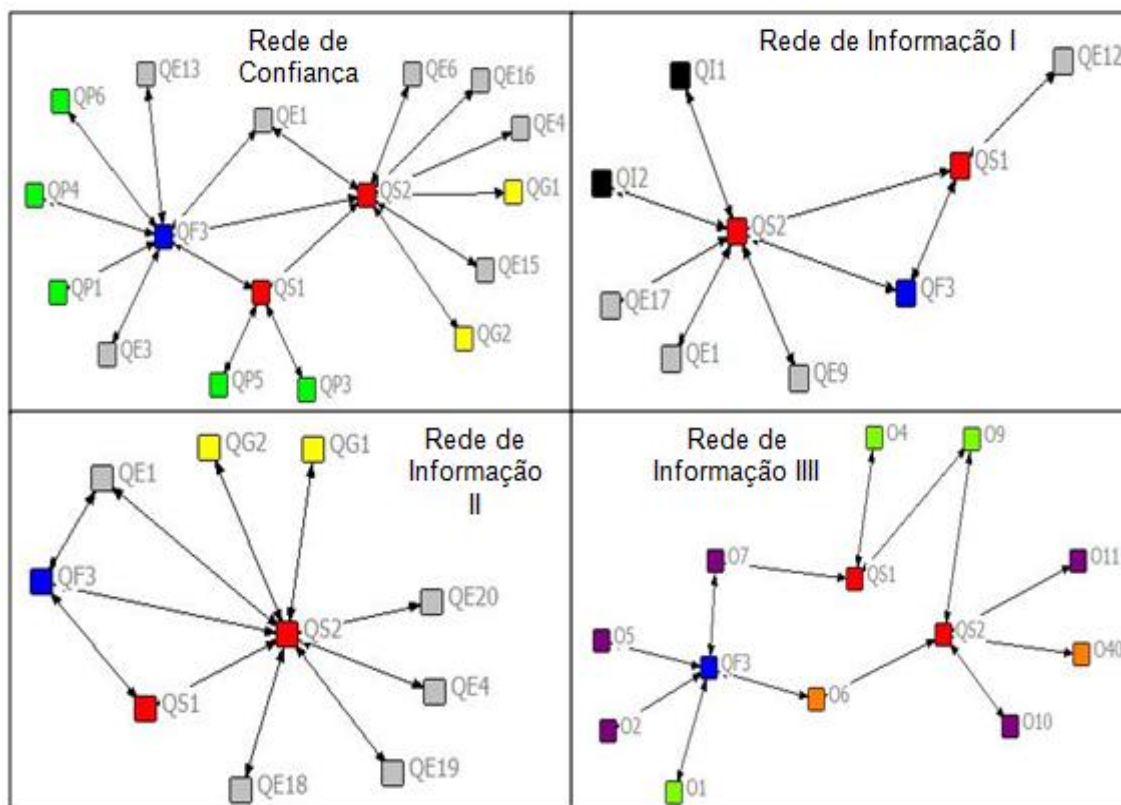 Rede de
Confianca
QE13
QP6
QE1
QE6
QE16
QE4
QP4
QS2
QG1
QF3
QE15
QP1
QS1
QG2
QE3
QP5
QP3
Rede de Informação I
QE12
QI1
QS1
QI2
QS2
QF3
QE17
QE1
QE9
Rede de
Informação
II
QG2
QG1
QE1
QF3
QE20
QS2
QE4
QS1
QE19
QE18
Rede de
Informação IIII
O4
O9
O7
QS1
O11
O5
QS2
O40
QF3
O6
O2
O10
O1